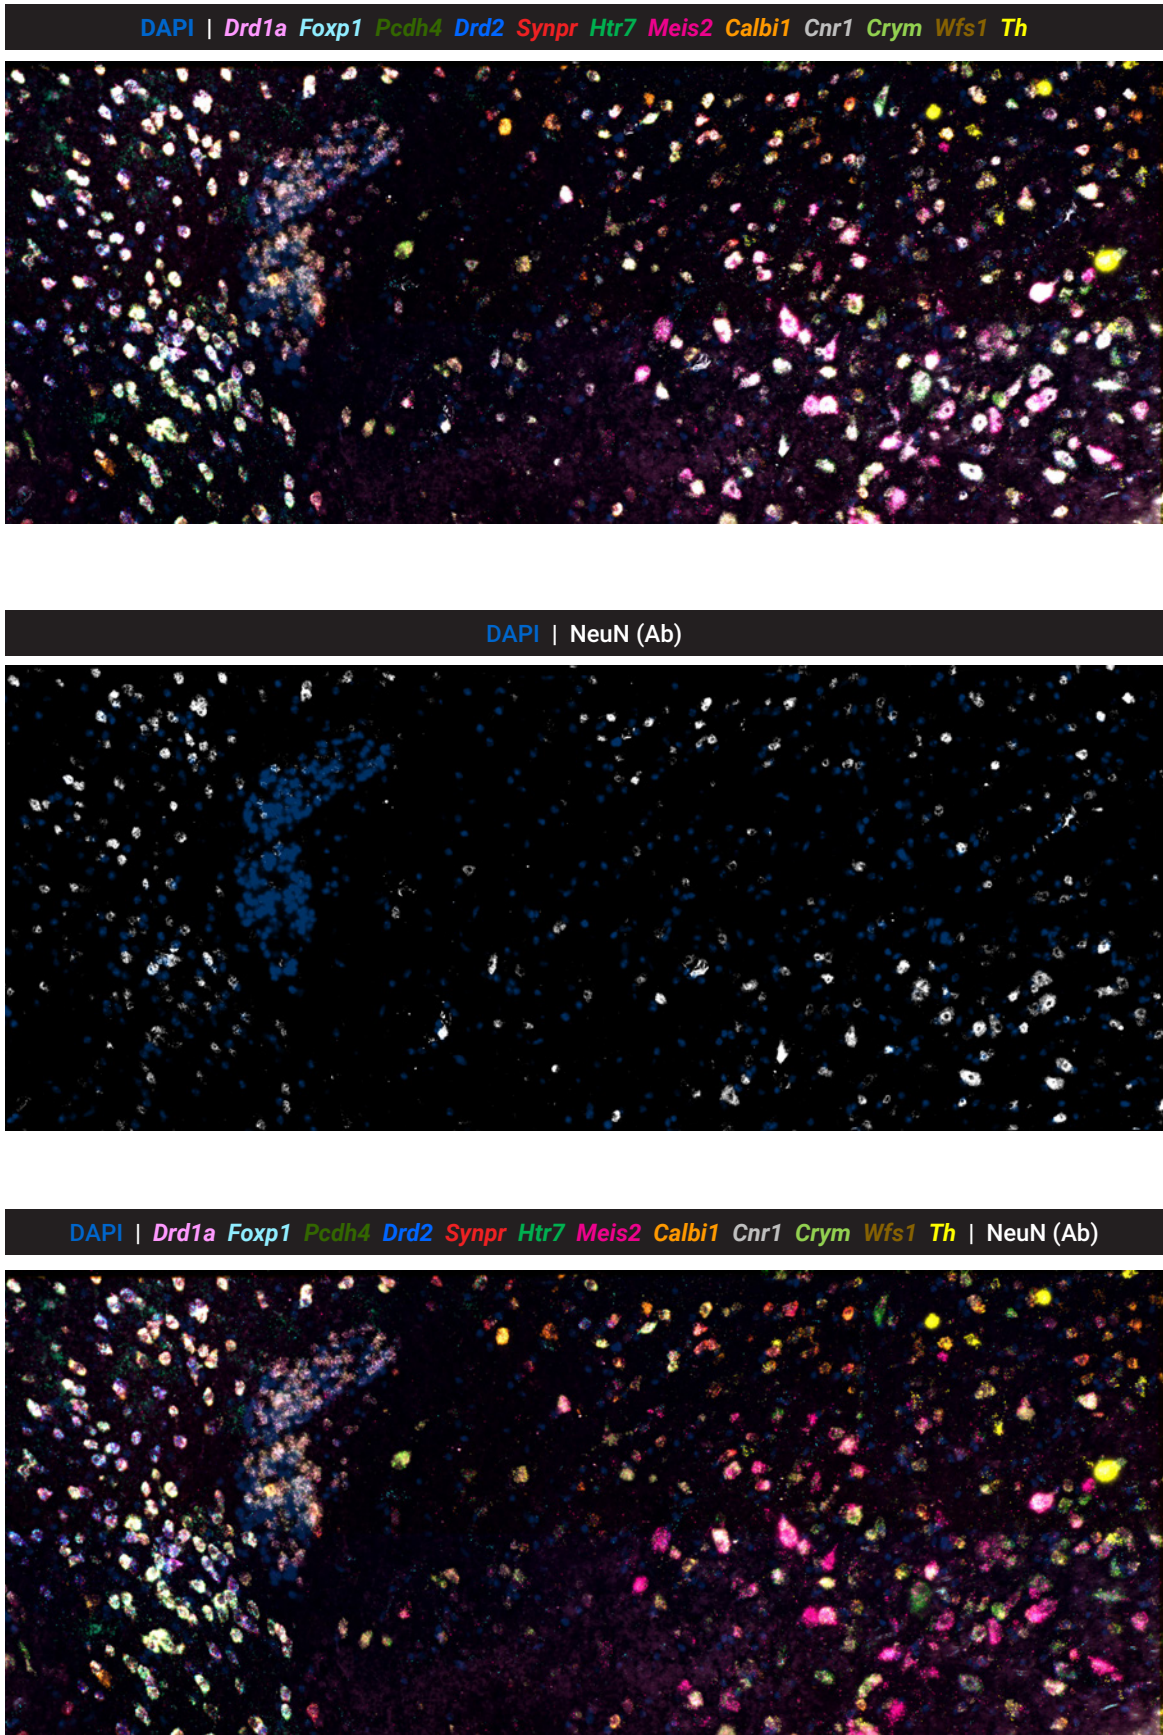 DAPI | Drd1a Foxp1 Pcdh4 Drd2 Synpr Htr7 Meis2 Calbi1 Cnr1 Crym Wfs1 Th
DAPI | NeuN (Ab)
DAPI | Drd1a Foxp1 Pcdh4 Drd2 Synpr Htr7 Meis2 Calbi1 Cnr1 Crym Wfs1 Th | NeuN (Ab)